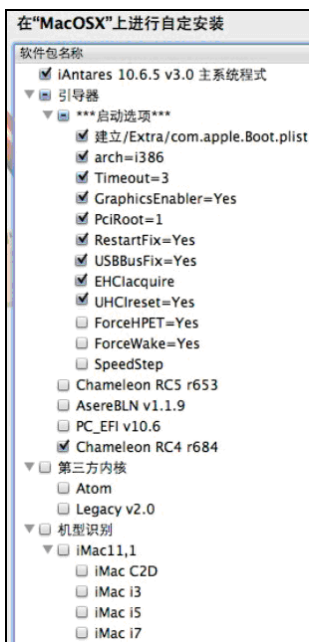 在“MacOSX”上进行自定安装
软件包名称
iAntares 10.6.5 v3.0 主系统程式
引导器
***启动选项***
建立/Extra/com.apple.Boot.plist
arch=i386
Timeout=3
GraphicsEnabler=Yes
PciRoot=1
RestartFix=Yes
USBBusFix=Yes
EHCIacquire
UHCIreset=Yes
ForceHPET=Yes
ForceWake=Yes
SpeedStep
Chameleon RC5 r653
AsereBLN v1.1.9
PC_EFI v10.6
Chameleon RC4 r684
第三方内核
Atom
Legacy v2.0
机型识别
iMac11,1
iMac C2D
iMac i3
iMac i5
iMac i7